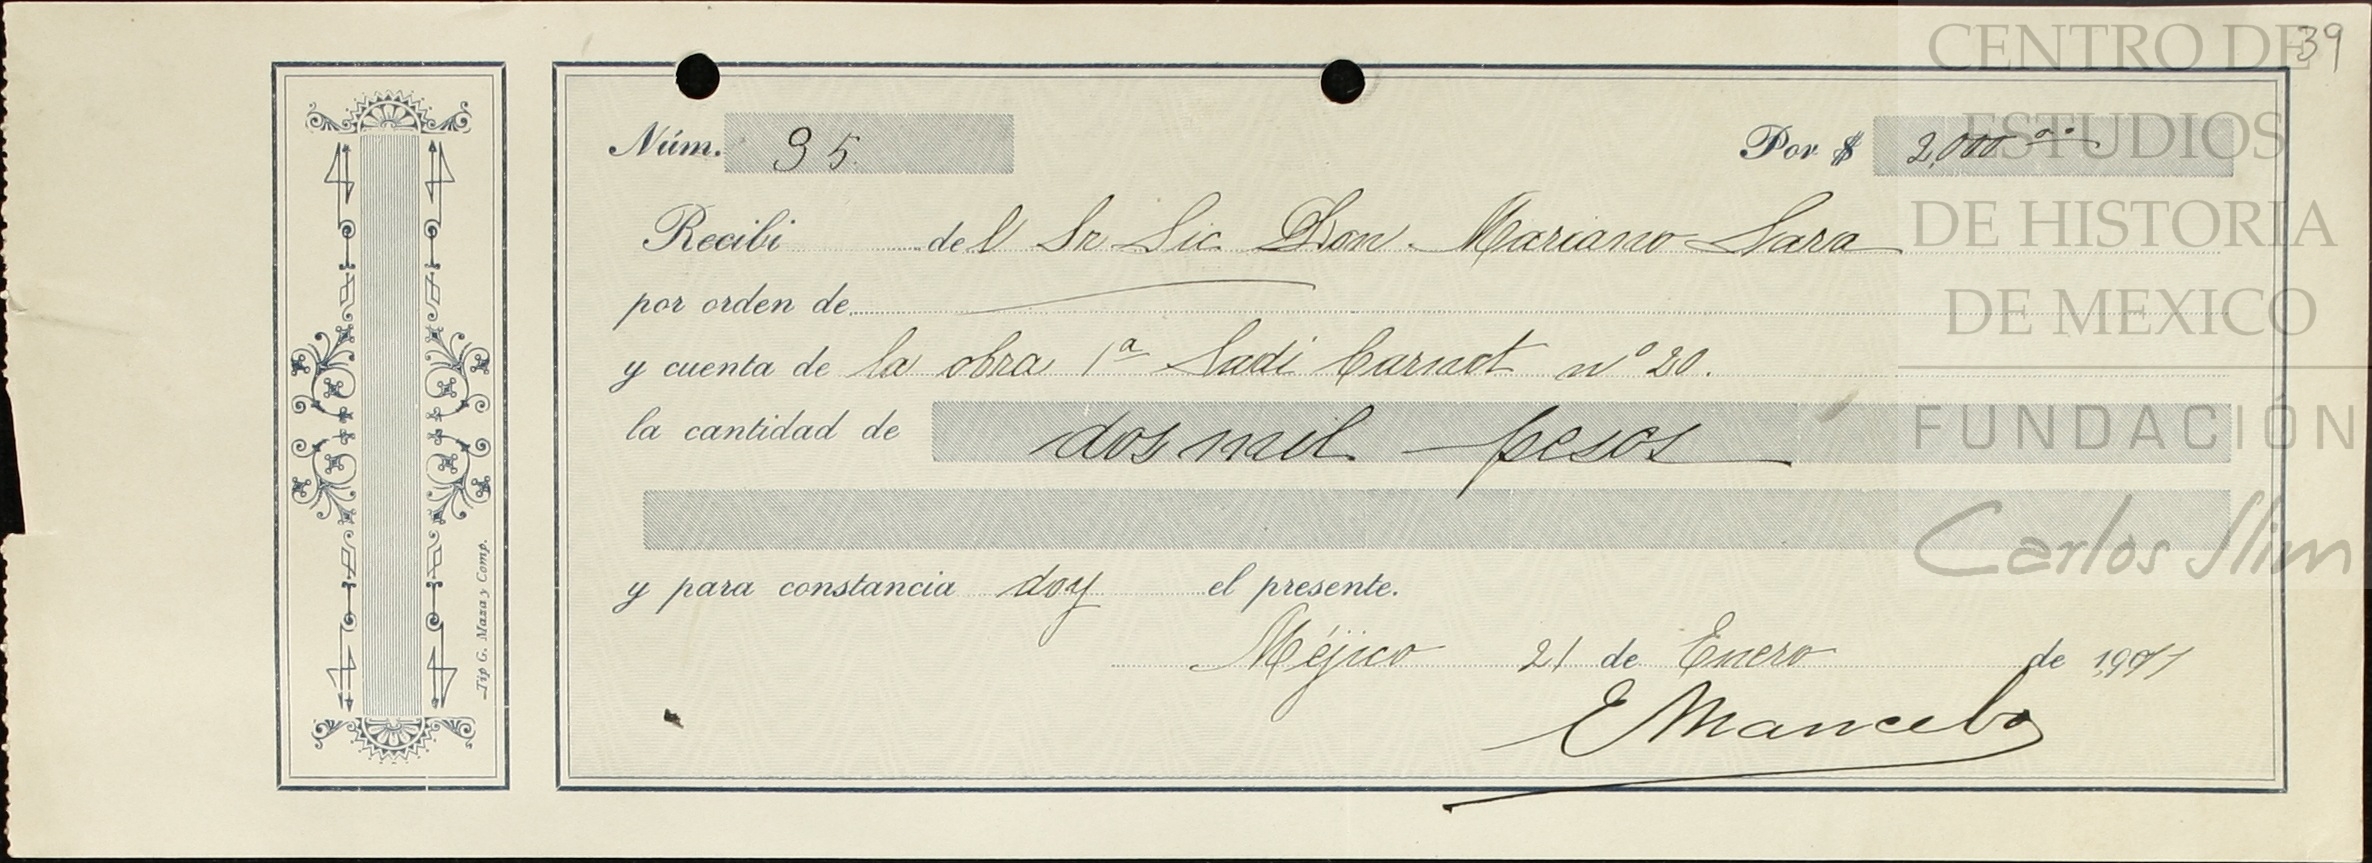 39
Núm. 35. Por $ 2,000 oo
Recibi del Sr Lic Don Mariano Lara
por orden de
y cuenta de la obra 1ª Sadi Carnot nº 20.
la cantidad de dos mil pesos
y para constancia doy el presente.
Méjico 21 de Enero de
E Mancebo
Tip G. Maza y Comp.
CENTRO DE
ESTUDIOS
DE HISTORIA
DE MEXICO
FUNDACIÓN
Carlos Slim